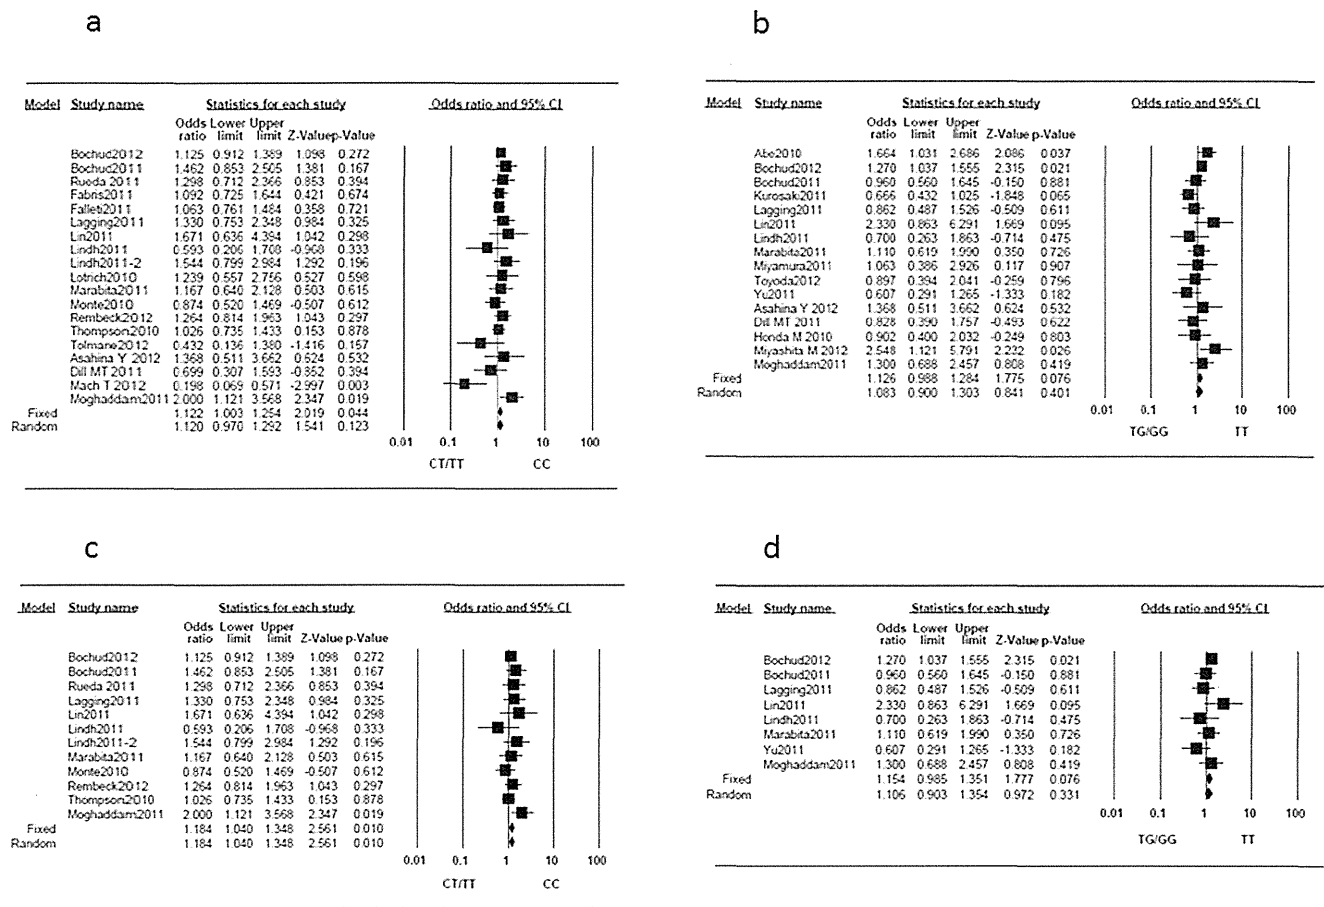 a
Model Study name Statistics for each study Odds ratio and 95% CI
Odds Lower Upper
ratio limit limit Z-Value p-Value
Bochud2012 1.125 0.912 1.389 1.098 0.272
Bochud2011 1.462 0.853 2.505 1.381 0.167
Rueda 2011 1.298 0.712 2.366 0.853 0.394
Fabris2011 1.092 0.725 1.644 0.421 0.674
Falleti2011 1.063 0.761 1.484 0.358 0.721
Lagging2011 1.330 0.753 2.348 0.984 0.325
Lin2011 1.671 0.636 4.394 1.042 0.298
Lindh2011 0.593 0.206 1.708 -0.968 0.333
Lindh2011-2 1.544 0.799 2.984 1.292 0.196
Lotrich2010 1.239 0.557 2.756 0.527 0.598
Marabita2011 1.167 0.640 2.128 0.503 0.615
Monte2010 0.874 0.520 1.469 -0.507 0.612
Rembeck2012 1.264 0.814 1.963 1.043 0.297
Thompson2010 1.026 0.735 1.433 0.153 0.878
Tolmane2012 0.432 0.136 1.380 -1.416 0.157
Asahina Y 2012 1.368 0.511 3.662 0.624 0.532
Dill MT 2011 0.699 0.307 1.593 -0.852 0.394
Mach T 2012 0.198 0.069 0.571 -2.997 0.003
Moghaddam2011 2.000 1.121 3.568 2.347 0.019
Fixed 1.122 1.003 1.254 2.019 0.044
Random 1.120 0.970 1.292 1.541 0.123
0.01 0.1 1 10 100
CT/TT CC
b
Model Study name Statistics for each study Odds ratio and 95% CI
Odds Lower Upper
ratio limit limit Z-Value p-Value
Abe2010 1.664 1.031 2.686 2.086 0.037
Bochud2012 1.270 1.037 1.555 2.315 0.021
Bochud2011 0.960 0.560 1.645 -0.150 0.881
Kurosaki2011 0.666 0.432 1.025 -1.848 0.065
Lagging2011 0.862 0.487 1.526 -0.509 0.611
Lin2011 2.330 0.863 6.291 1.669 0.095
Lindh2011 0.700 0.263 1.863 -0.714 0.475
Marabita2011 1.110 0.619 1.990 0.350 0.726
Miyamura2011 1.063 0.386 2.926 0.117 0.907
Toyoda2012 0.897 0.394 2.041 -0.259 0.796
Yu2011 0.607 0.291 1.265 -1.333 0.182
Asahina Y 2012 1.368 0.511 3.662 0.624 0.532
Dill MT 2011 0.828 0.390 1.757 -0.493 0.622
Honda M 2010 0.902 0.400 2.032 -0.249 0.803
Miyashita M 2012 2.548 1.121 5.791 2.232 0.026
Moghaddam2011 1.300 0.688 2.457 0.808 0.419
Fixed 1.126 0.988 1.284 1.775 0.076
Random 1.083 0.900 1.303 0.841 0.401
0.01 0.1 1 10 100
TG/GG TT
c
Model Study name Statistics for each study Odds ratio and 95% CI
Odds Lower Upper
ratio limit limit Z-Value p-Value
Bochud2012 1.125 0.912 1.389 1.098 0.272
Bochud2011 1.462 0.853 2.505 1.381 0.167
Rueda 2011 1.298 0.712 2.366 0.853 0.394
Lagging2011 1.330 0.753 2.348 0.984 0.325
Lin2011 1.671 0.636 4.394 1.042 0.298
Lindh2011 0.593 0.206 1.708 -0.968 0.333
Lindh2011-2 1.544 0.799 2.984 1.292 0.196
Marabita2011 1.167 0.640 2.128 0.503 0.615
Monte2010 0.874 0.520 1.469 -0.507 0.612
Rembeck2012 1.264 0.814 1.963 1.043 0.297
Thompson2010 1.026 0.735 1.433 0.153 0.878
Moghaddam2011 2.000 1.121 3.568 2.347 0.019
Fixed 1.184 1.040 1.348 2.561 0.010
Random 1.184 1.040 1.348 2.561 0.010
0.01 0.1 1 10 100
CT/TT CC
d
Model Study name Statistics for each study Odds ratio and 95% CI
Odds Lower Upper
ratio limit limit Z-Value p-Value
Bochud2012 1.270 1.037 1.555 2.315 0.021
Bochud2011 0.960 0.560 1.645 -0.150 0.881
Lagging2011 0.862 0.487 1.526 -0.509 0.611
Lin2011 2.330 0.863 6.291 1.669 0.095
Lindh2011 0.700 0.263 1.863 -0.714 0.475
Marabita2011 1.110 0.619 1.990 0.350 0.726
Yu2011 0.607 0.291 1.265 -1.333 0.182
Moghaddam2011 1.300 0.688 2.457 0.808 0.419
Fixed 1.154 0.985 1.351 1.777 0.076
Random 1.106 0.903 1.354 0.972 0.331
0.01 0.1 1 10 100
TG/GG TT